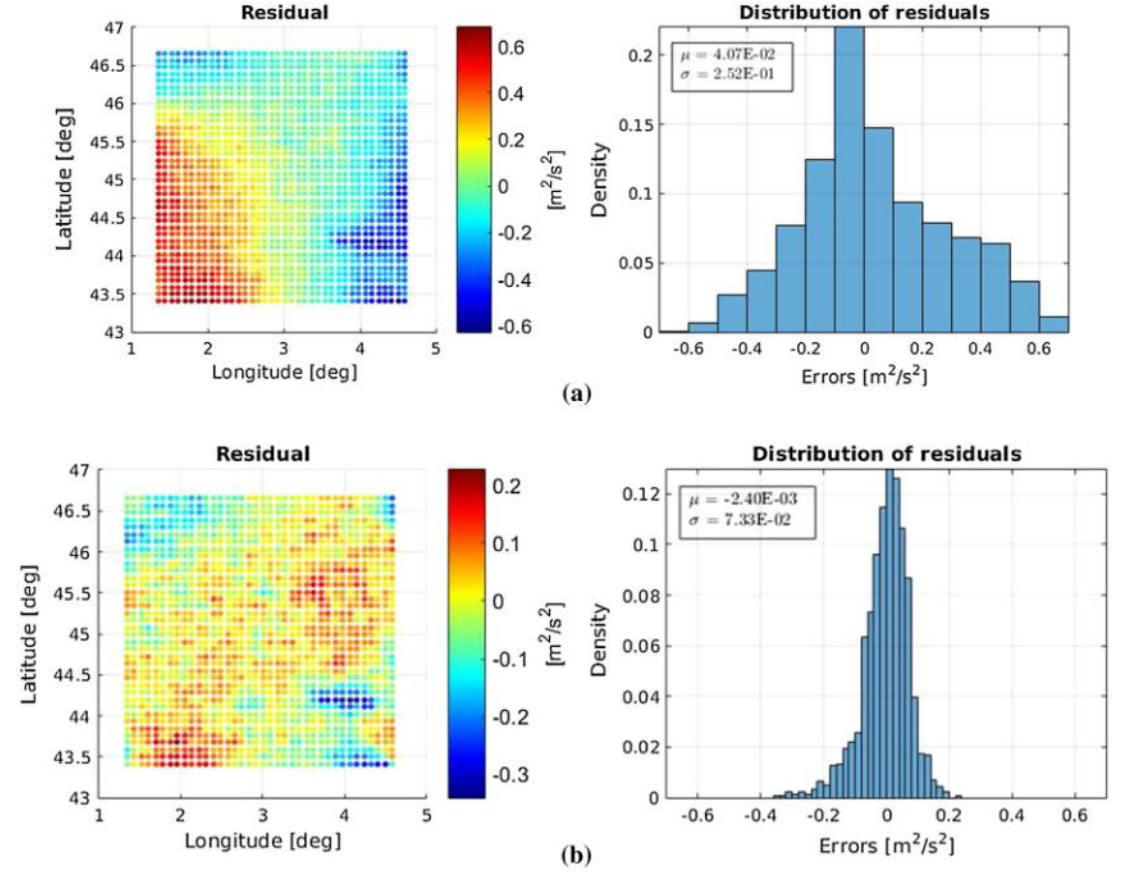 Residual
47
46.5
46
45.5
45
44.5
44
43.5
43
Latitude [deg]
1 2 3 4 5
Longitude [deg]
0.6
0.4
0.2
0
-0.2
-0.4
-0.6
[m²/s²]
Distribution of residuals
μ = 4.07E-02
σ = 2.52E-01
0.2
0.15
0.1
0.05
0
Density
-0.6 -0.4 -0.2 0 0.2 0.4 0.6
Errors [m²/s²]
(a)
Residual
47
46.5
46
45.5
45
44.5
44
43.5
43
Latitude [deg]
1 2 3 4 5
Longitude [deg]
0.2
0.1
0
-0.1
-0.2
-0.3
[m²/s²]
Distribution of residuals
μ = -2.40E-03
σ = 7.33E-02
0.12
0.1
0.08
0.06
0.04
0.02
0
Density
-0.6 -0.4 -0.2 0 0.2 0.4 0.6
Errors [m²/s²]
(b)